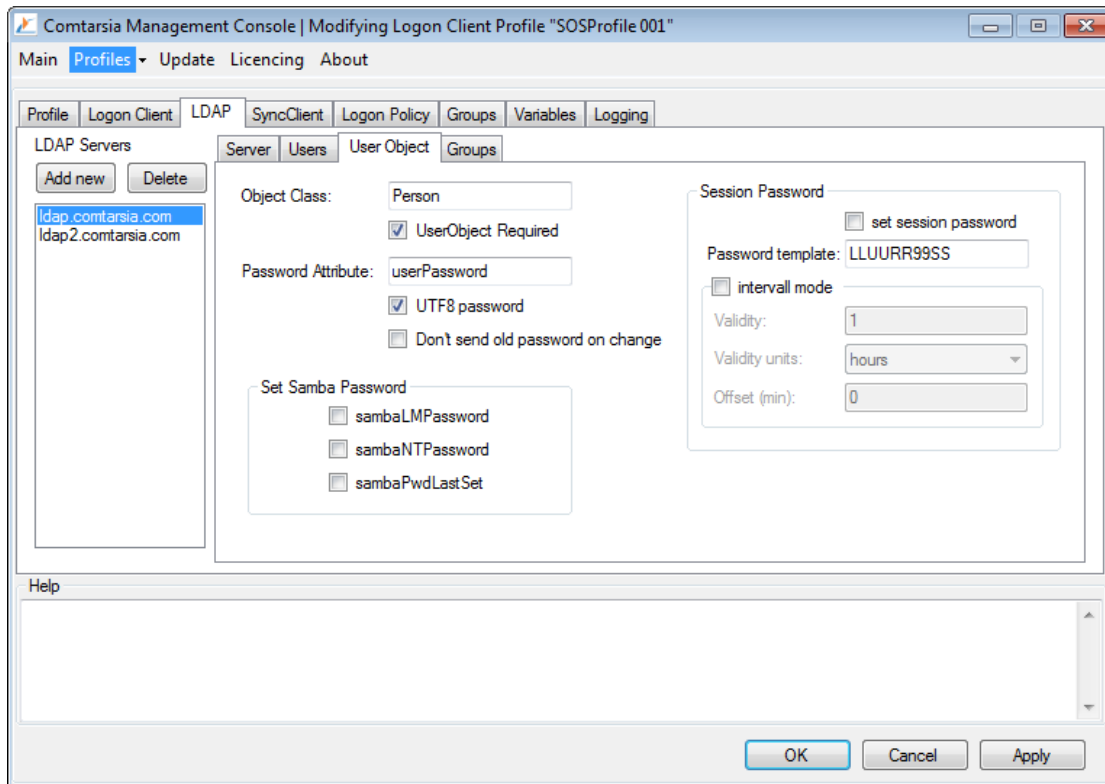 Comtarsia Management Console | Modifying Logon Client Profile "SOSProfile 001"
Main Profiles Update Licencing About
Profile Logon Client LDAP SyncClient Logon Policy Groups Variables Logging
LDAP Servers
Add new Delete
ldap.comtarsia.com
ldap2.comtarsia.com
Server Users User Object Groups
Object Class: Person
UserObject Required
Password Attribute: userPassword
UTF8 password
Don't send old password on change
Set Samba Password
sambaLMPassword
sambaNTPassword
sambaPwdLastSet
Session Password
set session password
Password template: LLUURR99SS
intervall mode
Validity: 1
Validity units: hours
Offset (min): 0
Help
OK Cancel Apply